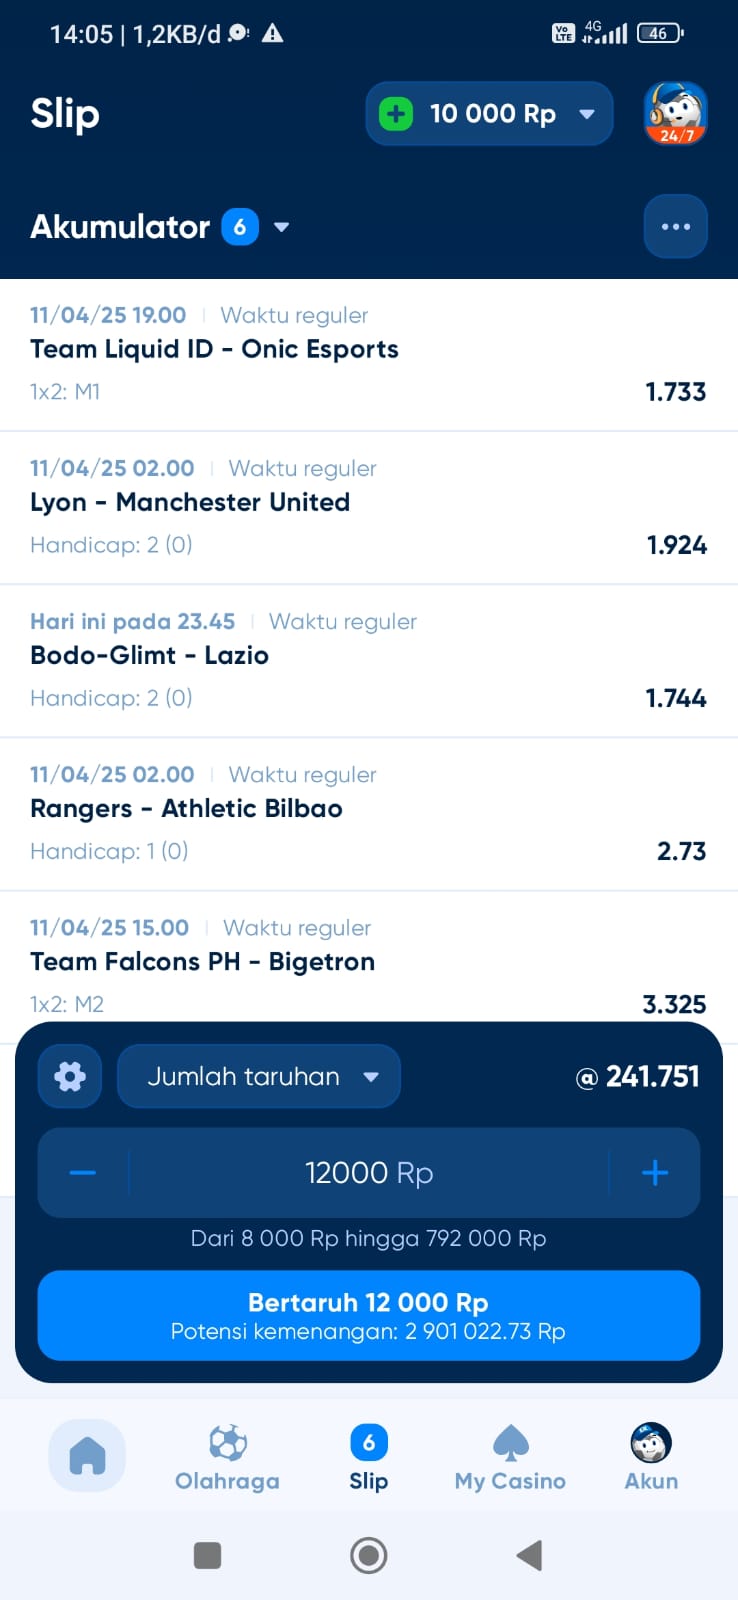 14:05 | 1,2KB/d
Vo LTE 4G 46
Slip
10 000 Rp
24/7
Akumulator 6
11/04/25 19.00 Waktu reguler
Team Liquid ID - Onic Esports
1x2: M1 1.733
11/04/25 02.00 Waktu reguler
Lyon - Manchester United
Handicap: 2 (0) 1.924
Hari ini pada 23.45 Waktu reguler
Bodo-Glimt - Lazio
Handicap: 2 (0) 1.744
11/04/25 02.00 Waktu reguler
Rangers - Athletic Bilbao
Handicap: 1 (0) 2.73
11/04/25 15.00 Waktu reguler
Team Falcons PH - Bigetron
1x2: M2 3.325
Jumlah taruhan @ 241.751
12000 Rp
Dari 8 000 Rp hingga 792 000 Rp
Bertaruh 12 000 Rp
Potensi kemenangan: 2 901 022.73 Rp
6
Olahraga Slip My Casino Akun